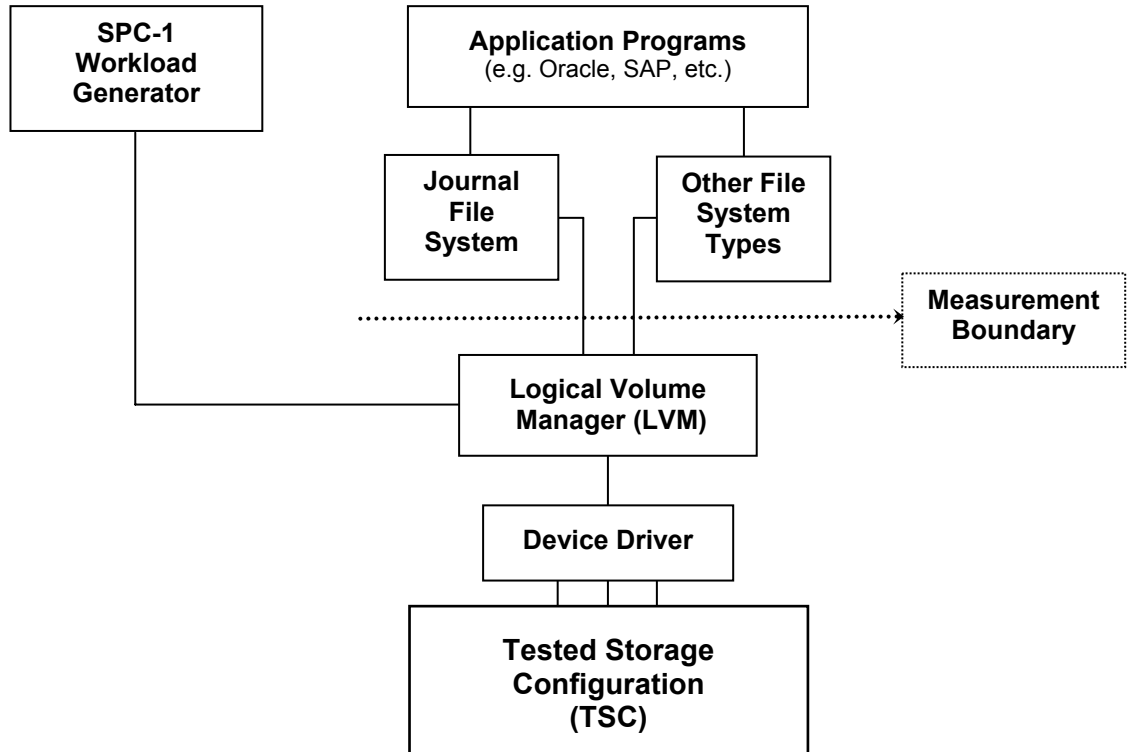 SPC-1
Workload
Generator
Application Programs
(e.g. Oracle, SAP, etc.)
Journal
File
System
Other File
System
Types
Measurement
Boundary
Logical Volume
Manager (LVM)
Device Driver
Tested Storage
Configuration
(TSC)